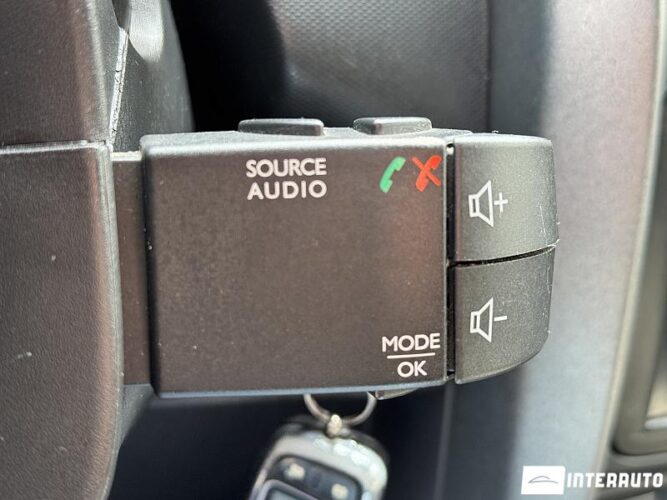 SOURCE
AUDIO
+
-
MODE
OK
INTERAUTO